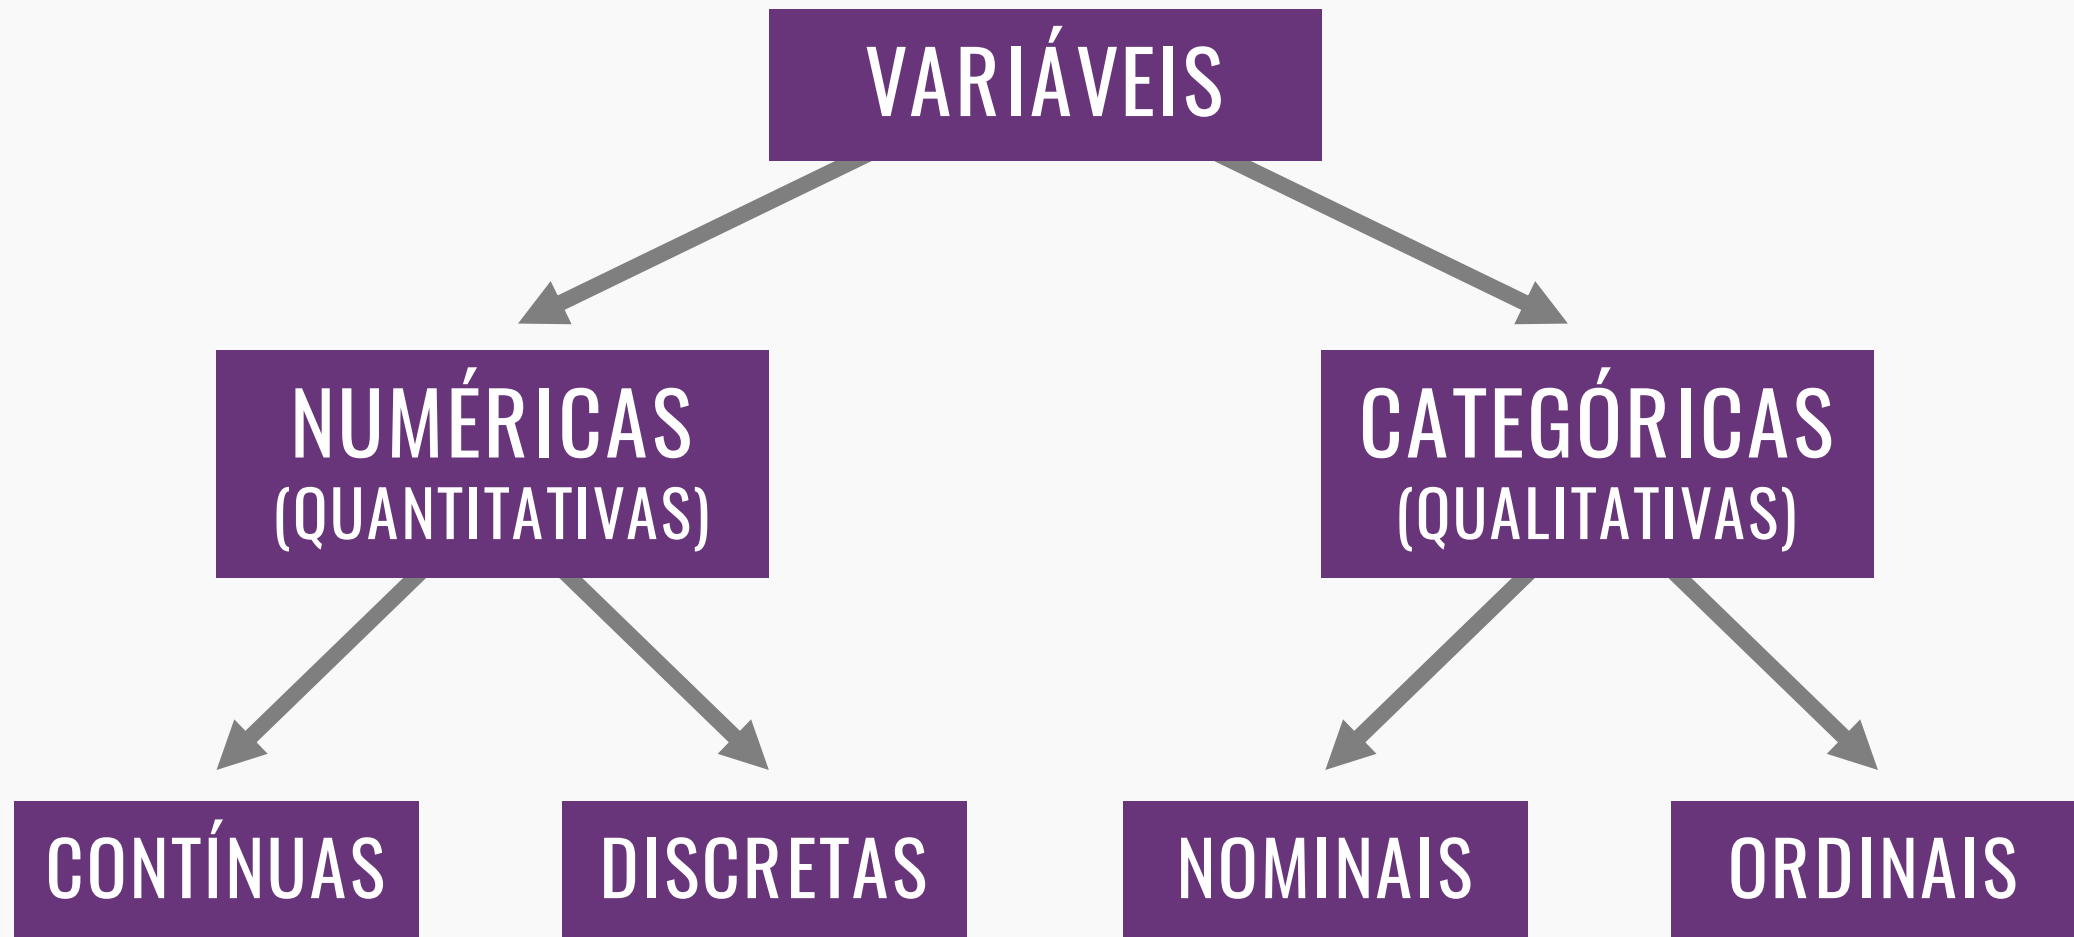 VARIÁVEIS
NUMÉRICAS
(QUANTITATIVAS)
CATEGÓRICAS
(QUALITATIVAS)
CONTÍNUAS
DISCRETAS
NOMINAIS
ORDINAIS